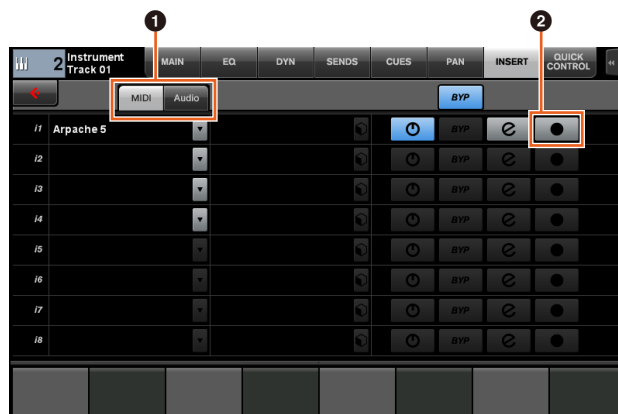 1 2
2 Instrument Track 01 MAIN EQ DYN SENDS CUES PAN INSERT QUICK CONTROL
MIDI Audio BYP
i1 Arpache 5 BYP e
i2 BYP e
i3 BYP e
i4 BYP e
i5 BYP e
i6 BYP e
i7 BYP e
i8 BYP e